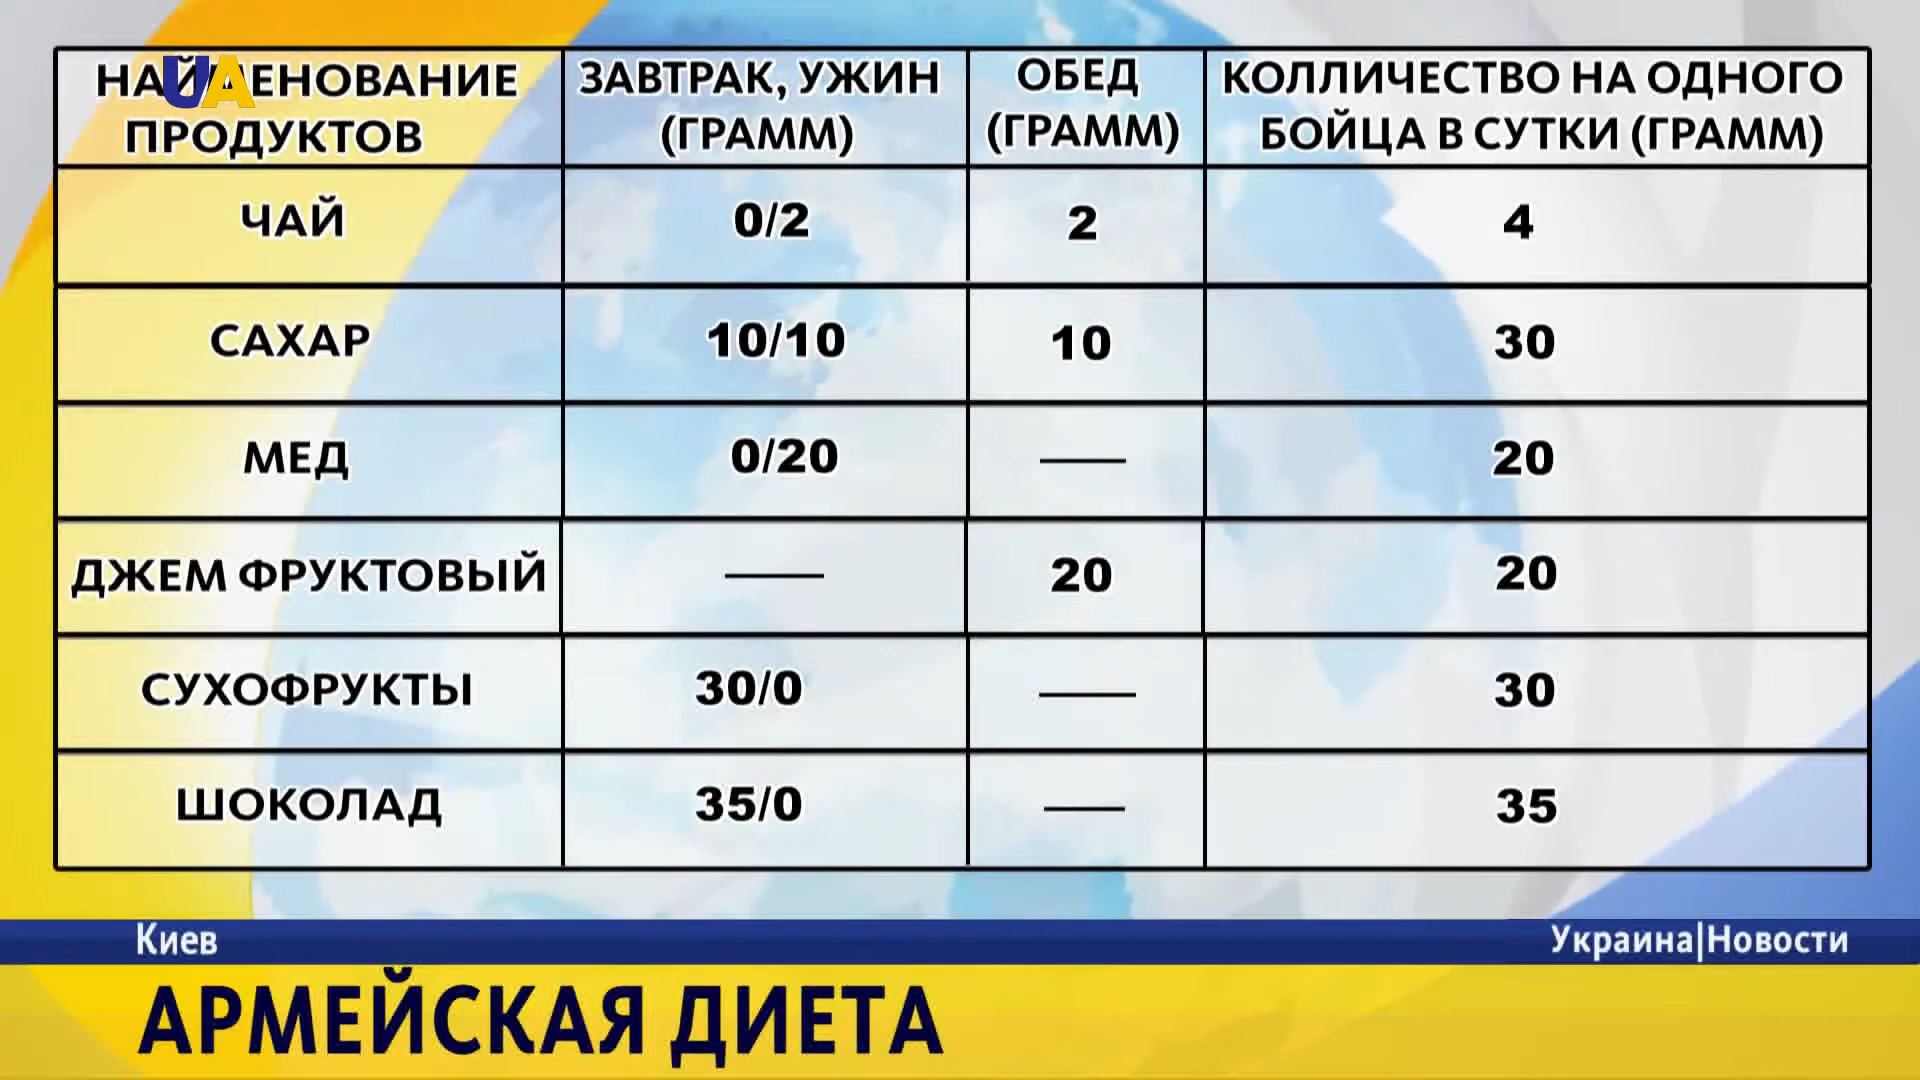 НАЙМЕНОВАНИЕ ПРОДУКТОВ
ЗАВТРАК, УЖИН (ГРАММ)
ОБЕД (ГРАММ)
КОЛЛИЧЕСТВО НА ОДНОГО БОЙЦА В СУТКИ (ГРАММ)
UA
ЧАЙ 0/2 2 4
САХАР 10/10 10 30
МЕД 0/20 — 20
ДЖЕМ ФРУКТОВЫЙ — 20 20
СУХОФРУКТЫ 30/0 — 30
ШОКОЛАД 35/0 — 35
Киев
Украина|Новости
АРМЕЙСКАЯ ДИЕТА